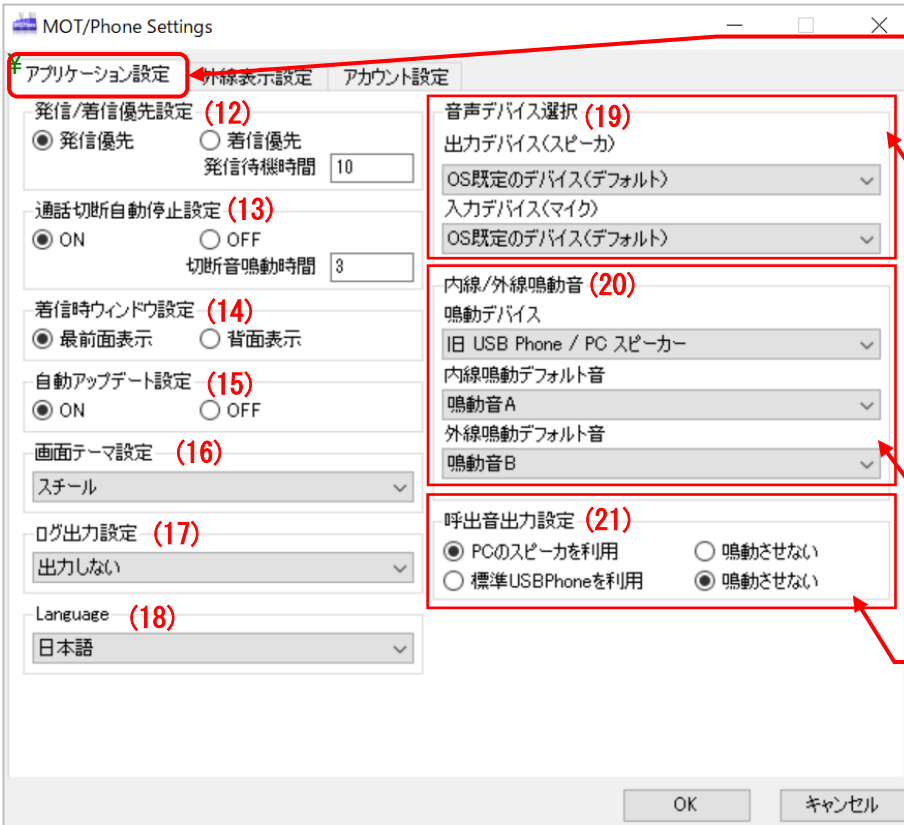 MOT/Phone Settings
¥
アプリケーション設定 外線表示設定 アカウント設定
発信/着信優先設定 (12)
発信優先 着信優先
発信待機時間 10
通話切断自動停止設定 (13)
ON OFF
切断音鳴動時間 3
着信時ウィンドウ設定 (14)
最前面表示 背面表示
自動アップデート設定 (15)
ON OFF
画面テーマ設定 (16)
スチール
ログ出力設定 (17)
出力しない
Language (18)
日本語
音声デバイス選択 (19)
出力デバイス(スピーカ)
OS既定のデバイス(デフォルト)
入力デバイス(マイク)
OS既定のデバイス(デフォルト)
内線/外線鳴動音 (20)
鳴動デバイス
旧 USB Phone / PC スピーカー
内線鳴動デフォルト音
鳴動音A
外線鳴動デフォルト音
鳴動音B
呼出音出力設定 (21)
PCのスピーカを利用 鳴動させない
標準USBPhoneを利用 鳴動させない
OK キャンセル